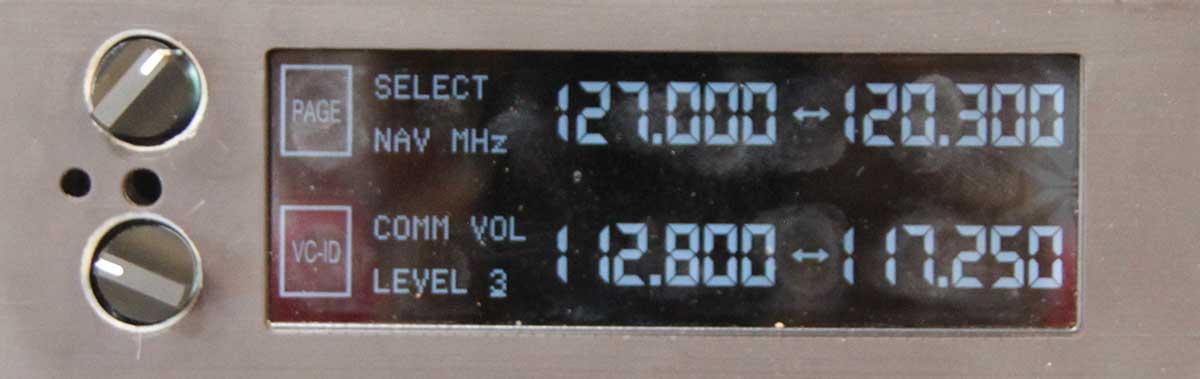 PAGE SELECT 127.000 ↔ 120.300
NAV MHz
VC-ID COMM VOL 112.800 ↔ 117.250
LEVEL 3